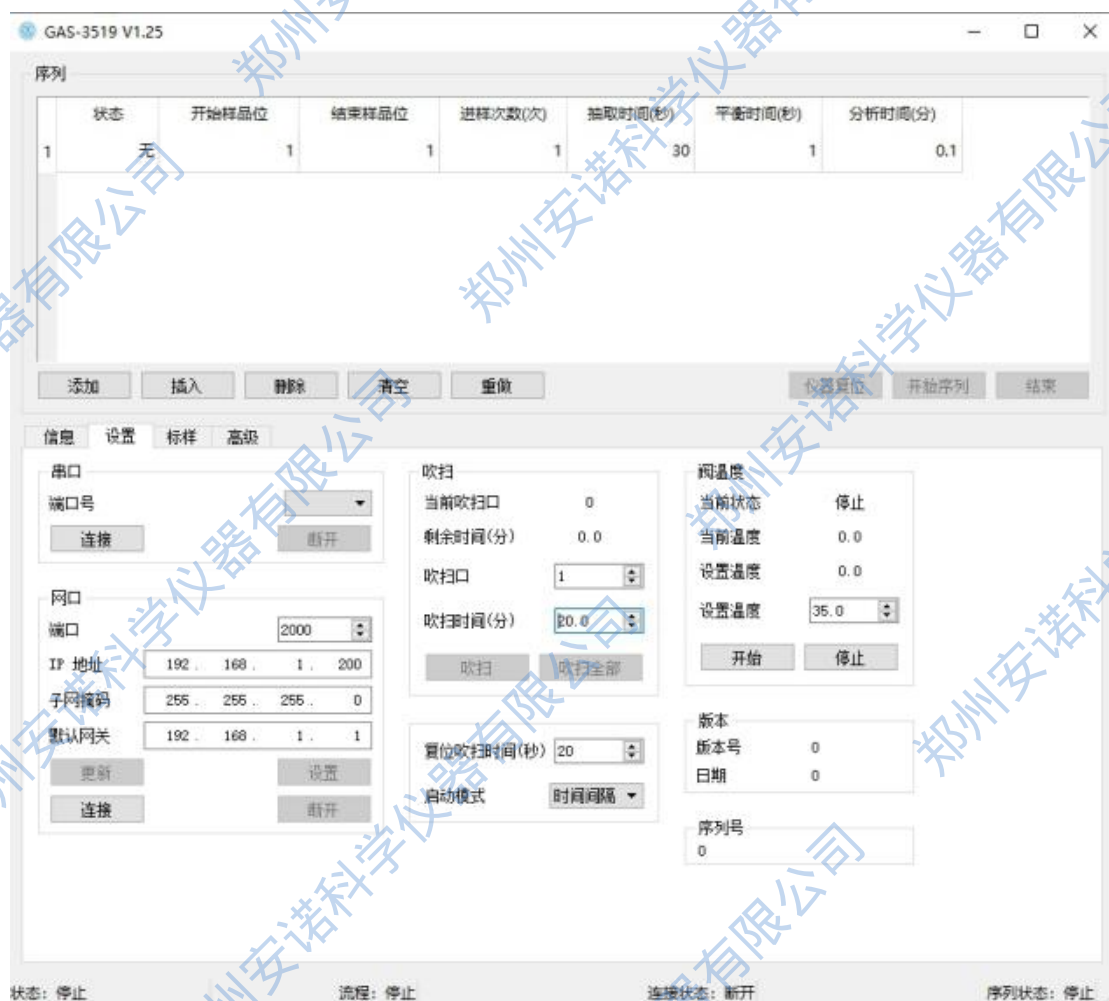 GAS-3519 V1.25
序列
状态 开始样品位 结束样品位 进样次数(次) 抽取时间(秒) 平衡时间(秒) 分析时间(分)
1 无 1 1 1 30 1 0.1
添加 插入 删除 清空 重做 仪器复位 开始序列 结束
信息 设置 标样 高级
串口
端口号
连接 断开
网口
端口 2000
IP 地址 192 . 168 . 1 . 200
子网掩码 255 . 255 . 255 . 0
默认网关 192 . 168 . 1 . 1
更新 设置
连接 断开
吹扫
当前吹扫口 0
剩余时间(分) 0.0
吹扫口 1
吹扫时间(分) 20.0
吹扫 吹扫全部
复位吹扫时间(秒) 20
启动模式 时间间隔
阀温度
当前状态 停止
当前温度 0.0
设置温度 0.0
设置温度 35.0
开始 停止
版本
版本号 0
日期 0
序列号
0
状态: 停止 流程: 停止 连接状态: 断开 序列状态: 停止
郑州安诺科学仪器有限公司